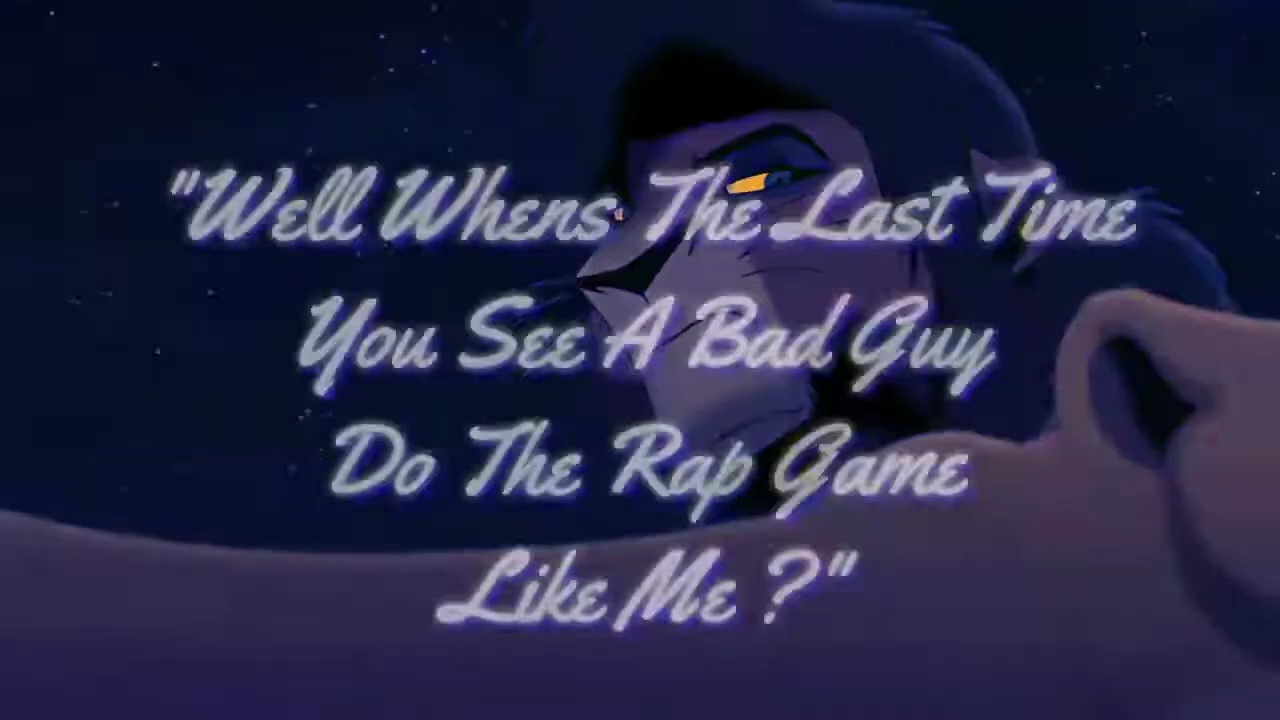 "Well Whens The Last Time
You See A Bad Guy
Do The Rap Game
Like Me ?"